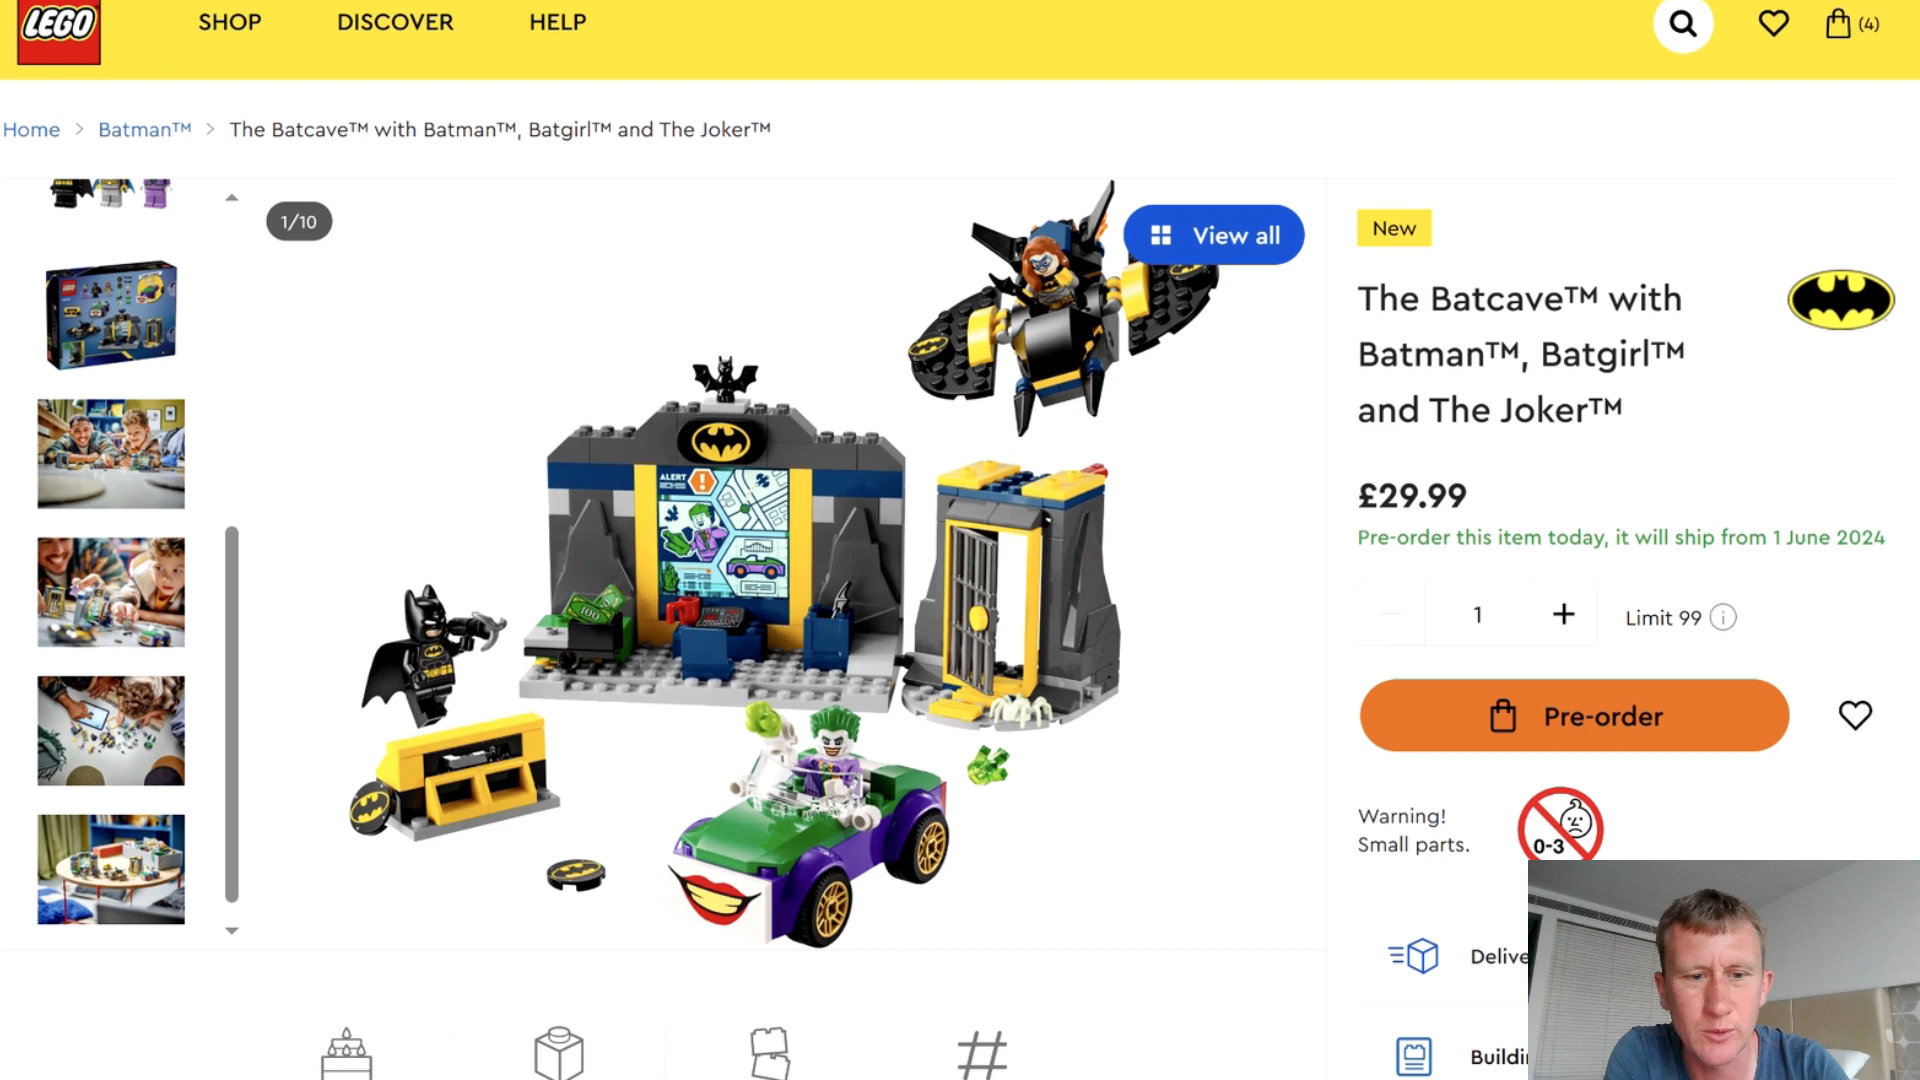 LEGO
SHOP
DISCOVER
HELP
(4)
Home > Batman™ > The Batcave™ with Batman™, Batgirl™ and The Joker™
1/10
View all
ALERT
!
100
New
The Batcave™ with
Batman™, Batgirl™
and The Joker™
£29.99
Pre-order this item today, it will ship from 1 June 2024
1
+
Limit 99
Pre-order
Warning!
Small parts.
0-3
Delive
Buildi
#